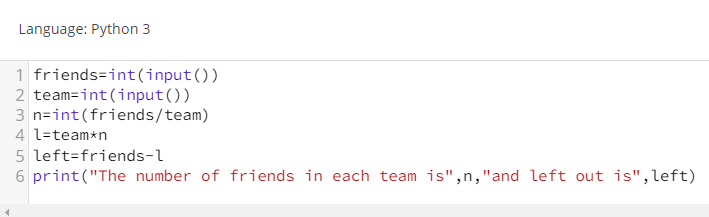 Language: Python 3
1 friends=int(input())
2 team=int(input())
3 n=int(friends/team)
4 l=team*n
5 left=friends-l
6 print("The number of friends in each team is",n,"and left out is",left)